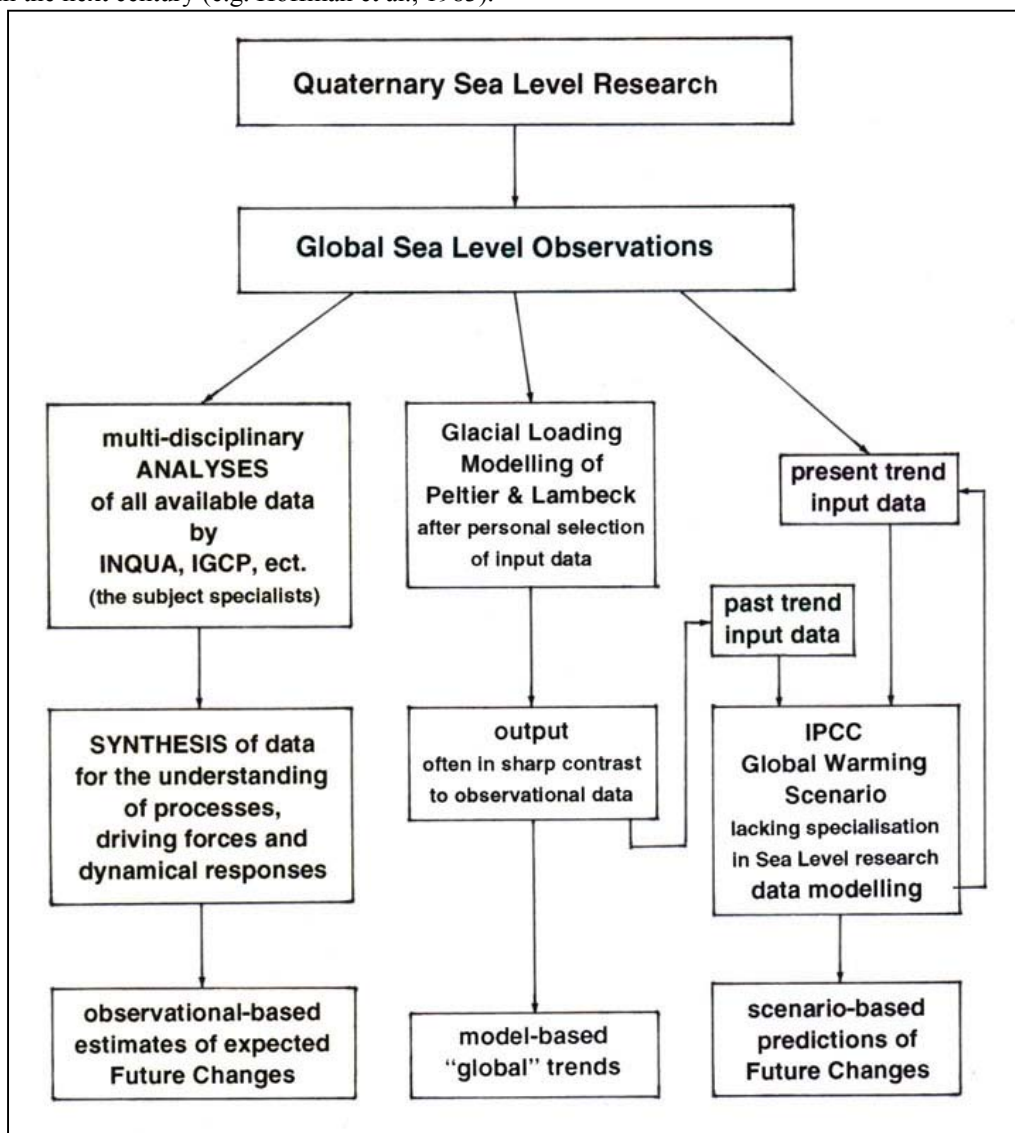 in the next century (e.g. Hoffman et al., 1983).
Quaternary Sea Level Research
Global Sea Level Observations
multi-disciplinary
ANALYSES
of all available data
by
INQUA, IGCP, ect.
(the subject specialists)
Glacial Loading
Modelling of
Peltier & Lambeck
after personal selection
of input data
present trend
input data
past trend
input data
SYNTHESIS of data
for the understanding
of processes,
driving forces and
dynamical responses
output
often in sharp contrast
to observational data
IPCC
Global Warming
Scenario
lacking specialisation
in Sea Level research
data modelling
observational-based
estimates of expected
Future Changes
model-based
“global” trends
scenario-based
predictions of
Future Changes